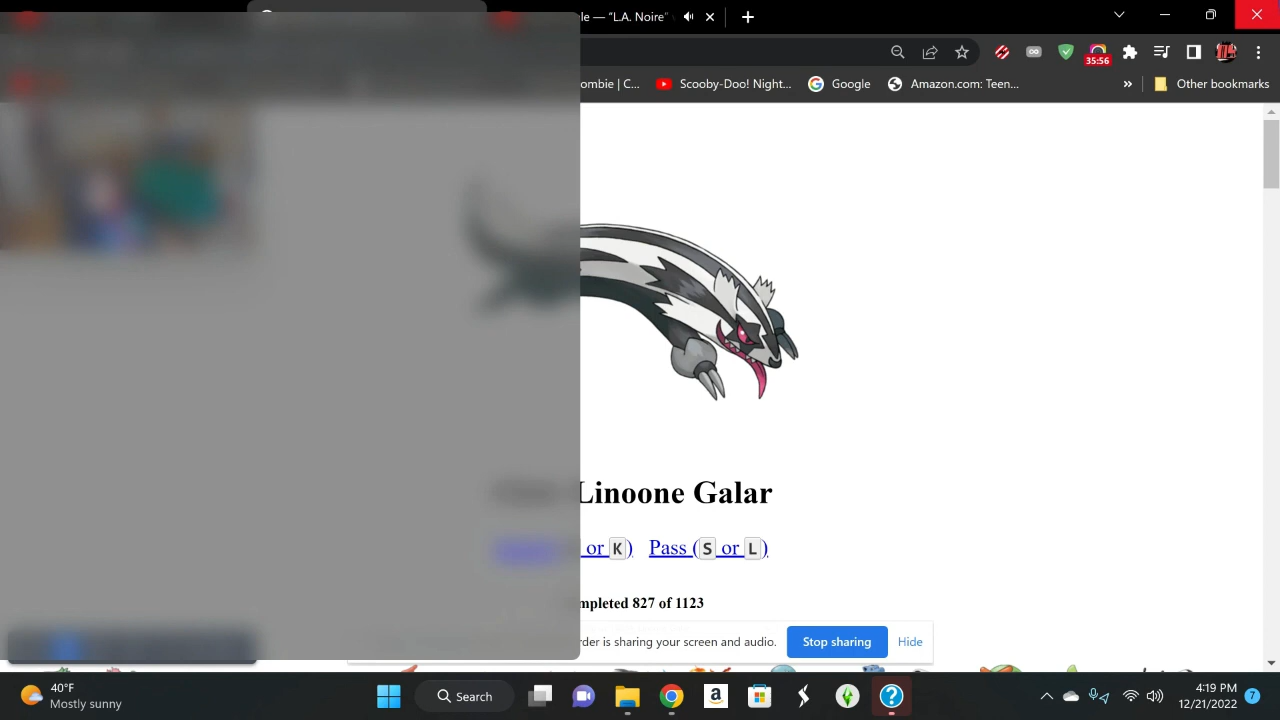 le — “L.A. Noire”
35:56
ombie | C... Scooby-Doo! Night... Google Amazon.com: Teen... » Other bookmarks
Linoone Galar
or K) Pass (S or L)
mpleted 827 of 1123
rder is sharing your screen and audio. Stop sharing Hide
40°F
Mostly sunny
Search
4:19 PM
12/21/2022
7